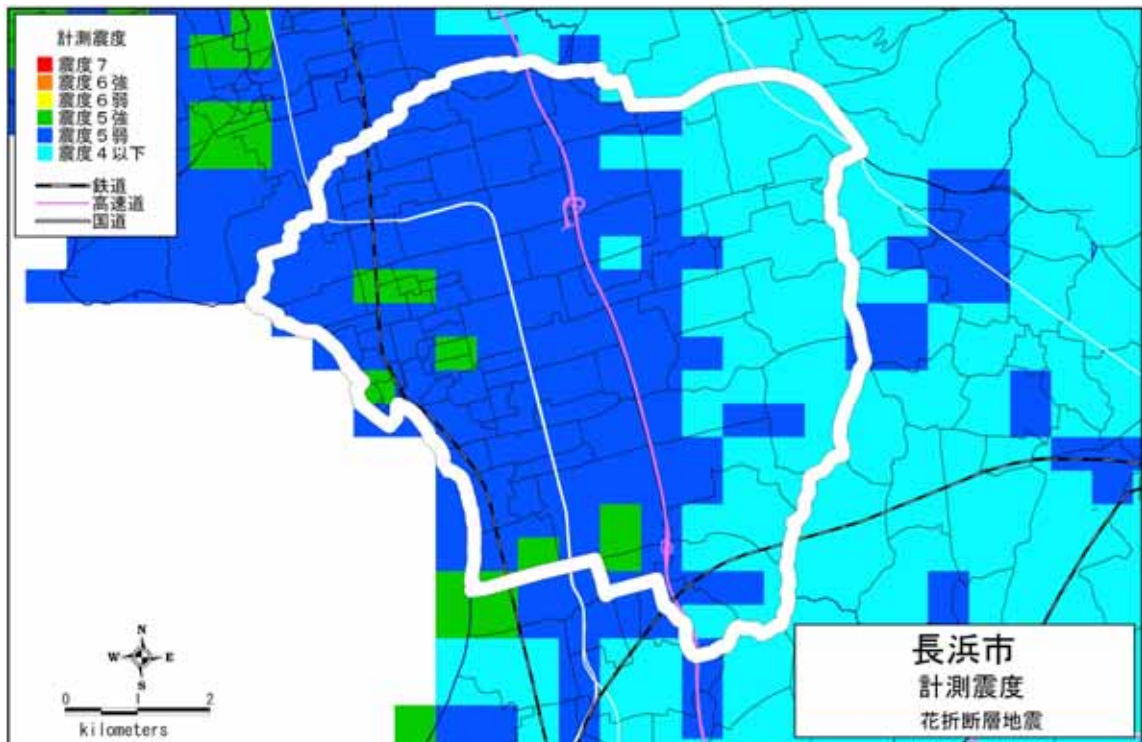 計測震度
震度７
震度６強
震度６弱
震度５強
震度５弱
震度４以下
鉄道
高速道
国道
N
W E
S
0 1 2
kilometers
長浜市
計測震度
花折断層地震